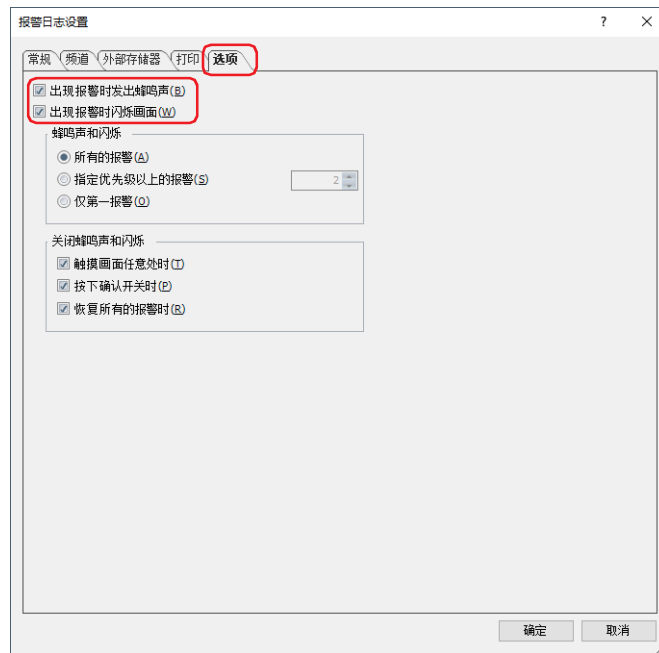 报警日志设置 ?
常规 频道 外部存储器 打印 选项
出现报警时发出蜂鸣声(B)
出现报警时闪烁画面(W)
蜂鸣声和闪烁
所有的报警(A)
指定优先级以上的报警(S) 2
仅第一报警(O)
关闭蜂鸣声和闪烁
触摸画面任意处时(T)
按下确认开关时(P)
恢复所有的报警时(R)
确定 取消